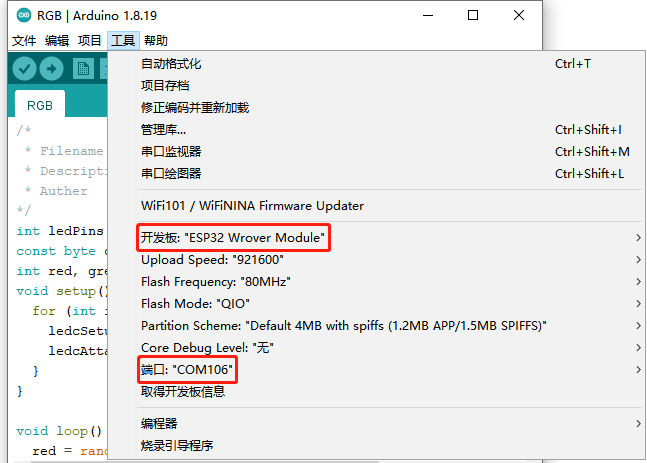 RGB | Arduino 1.8.19
文件 编辑 项目 工具 帮助
自动格式化 Ctrl+T
项目存档
修正编码并重新加载
管理库... Ctrl+Shift+I
串口监视器 Ctrl+Shift+M
串口绘图器 Ctrl+Shift+L
WiFi101 / WiFiNINA Firmware Updater
开发板: "ESP32 Wrover Module"
Upload Speed: "921600"
Flash Frequency: "80MHz"
Flash Mode: "QIO"
Partition Scheme: "Default 4MB with spiffs (1.2MB APP/1.5MB SPIFFS)"
Core Debug Level: "无"
端口: "COM106"
取得开发板信息
编程器
烧录引导程序
RGB
/*
* Filename
* Descripti
* Auther
*/
int ledPins
const byte c
int red, gre
void setup()
for (int i
ledcSetu
ledcAtta
}
}
void loop()
red = rand